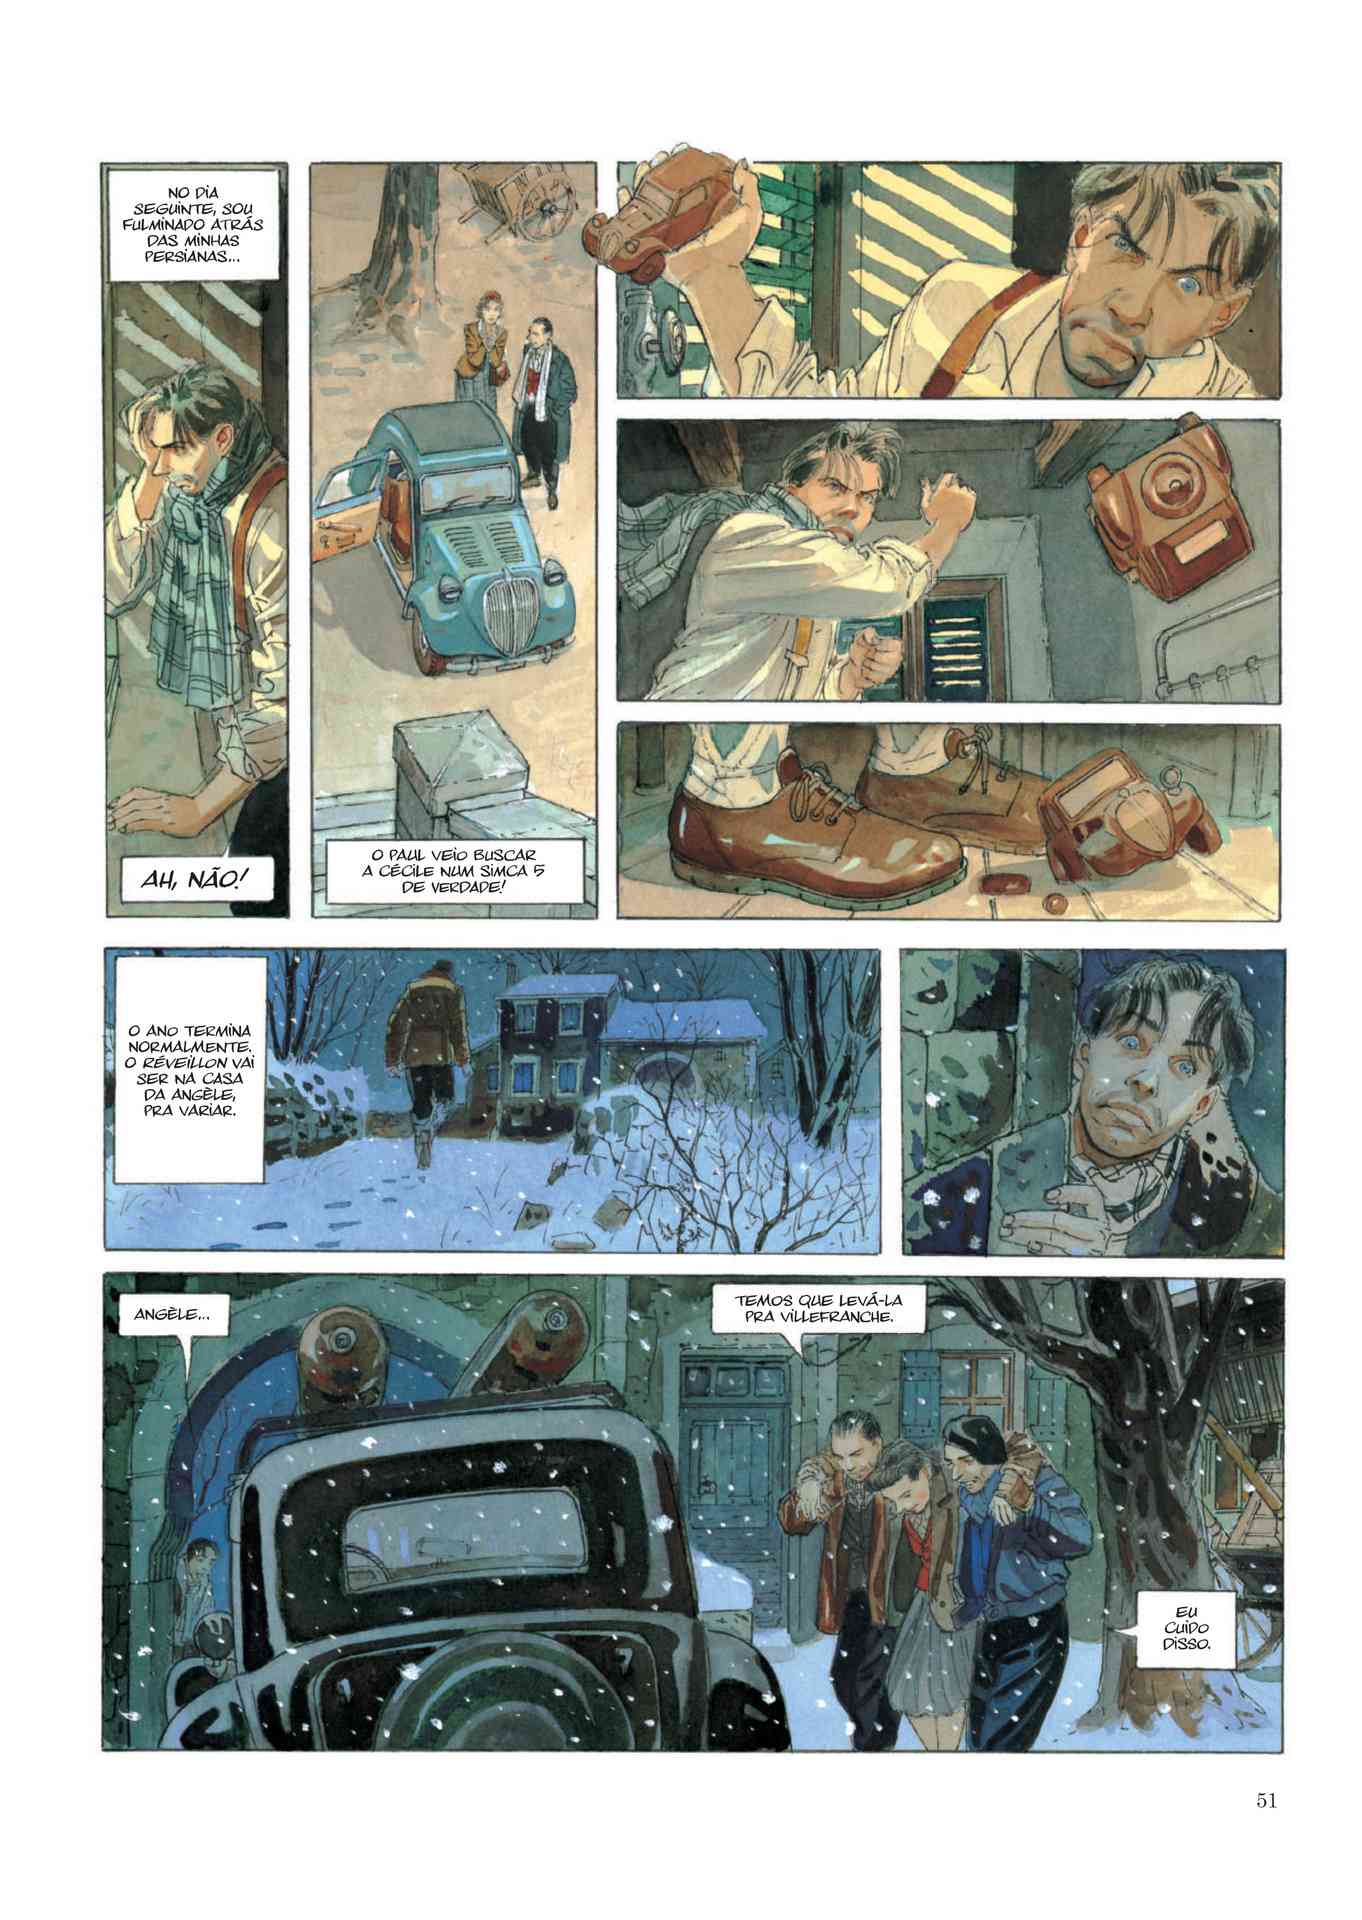 NO DIA
SEGUINTE, SOU
FULMINADO ATRÁS
DAS MINHAS
PERSIANAS...
AH, NÃO!
O PAUL VEIO BUSCAR
A CÉCILE NUM SIMCA 5
DE VERDADE!
O ANO TERMINA
NORMALMENTE.
O RÉVEILLON VAI
SER NA CASA
DA ANGÈLE,
PRA VARIAR.
ANGÈLE...
TEMOS QUE LEVÁ-LA
PRA VILLEFRANCHE.
EU
CUIDO
DISSO.
51